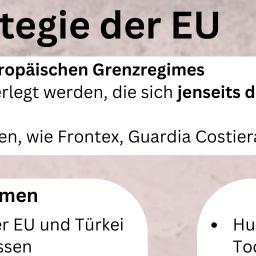 tegie der EU
ropäischen Grenzregimes
erlegt werden, die sich jenseits d
en, wie Frontex, Guardia Costiera
men
er EU und Türkei
ssen
• Hu
Too